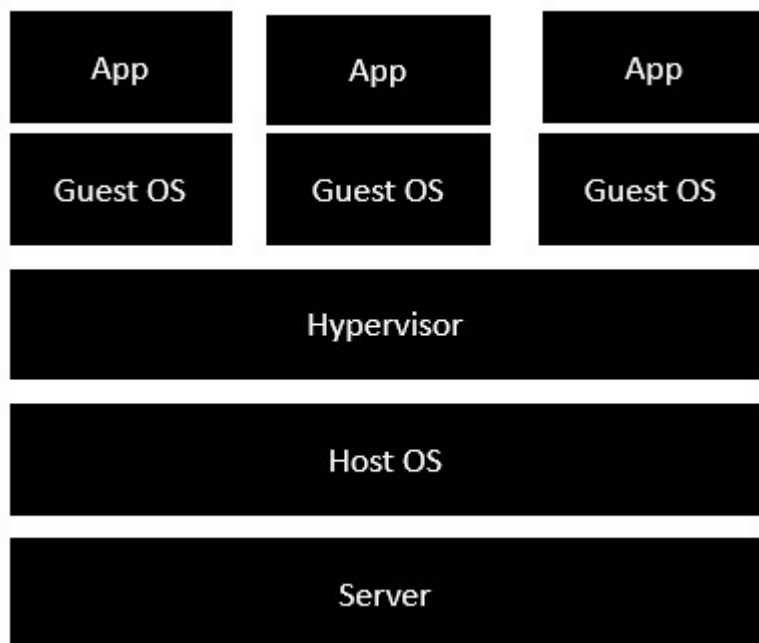 App App App
Guest OS Guest OS Guest OS
Hypervisor
Host OS
Server